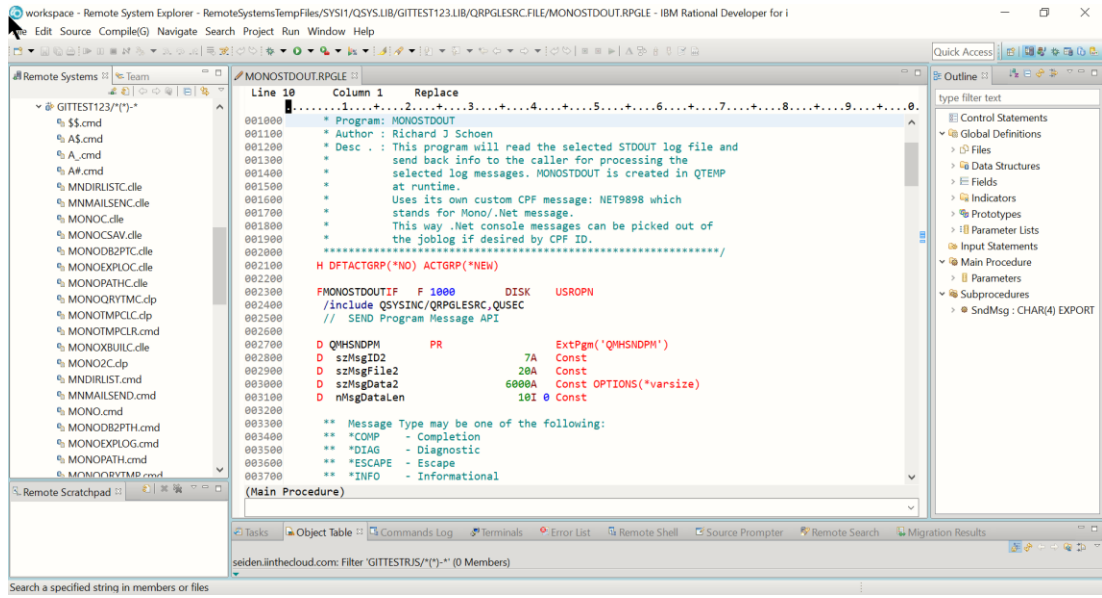 workspace - Remote System Explorer - RemoteSystemsTempFiles/SYSI1/QSYS.LIB/GITTEST123.LIB/QRPGLESRC.FILE/MONOSTDOUT.RPGLE - IBM Rational Developer for i
Edit Source Compile(G) Navigate Search Project Run Window Help
Quick Access
Remote Systems
Team
GITTEST123/*(*)-*
$$.cmd
A$.cmd
A_.cmd
A#.cmd
MNDIRLISTC.clle
MNMAILSENC.clle
MONOC.clle
MONOCSAV.clle
MONODB2PTC.clle
MONOEXPLOC.clle
MONOPATHC.clle
MONOQRYTMC.clp
MONOTMPCLC.clp
MONOTMPCLR.cmd
MONOXBUILC.clle
MONO2C.clp
MNDIRLIST.cmd
MNMAILSEND.cmd
MONO.cmd
MONODB2PTH.cmd
MONOEXPLOG.cmd
MONOPATH.cmd
MONOQRYTMP.cmd
Remote Scratchpad
MONOSTDOUT.RPGLE
Line 10 Column 1 Replace
........1....+....2....+....3....+....4....+....5....+....6....+....7....+....8....+....9....+....0.
001000 * Program: MONOSTDOUT
001100 * Author : Richard J Schoen
001200 * Desc . : This program will read the selected STDOUT log file and
001300 * send back info to the caller for processing the
001400 * selected log messages. MONOSTDOUT is created in QTEMP
001500 * at runtime.
001600 * Uses its own custom CPF message: NET9898 which
001700 * stands for Mono/.Net message.
001800 * This way .Net console messages can be picked out of
001900 * the joblog if desired by CPF ID.
002000 *************************************************************/
002100 H DFTACTGRP(*NO) ACTGRP(*NEW)
002200
002300 FMONOSTDOUTIF F 1000 DISK USROPN
002400 /include QSYSINC/QRPGLESRC,QUSEC
002500 // SEND Program Message API
002600
002700 D QMHSNDPM PR ExtPgm('QMHSNDPM')
002800 D szMsgID2 7A Const
002900 D szMsgFile2 20A Const
003000 D szMsgData2 6000A Const OPTIONS(*varsize)
003100 D nMsgDataLen 10I 0 Const
003200
003300 ** Message Type may be one of the following:
003400 ** *COMP - Completion
003500 ** *DIAG - Diagnostic
003600 ** *ESCAPE - Escape
003700 ** *INFO - Informational
(Main Procedure)
Outline
type filter text
Control Statements
Global Definitions
Files
Data Structures
Fields
Indicators
Prototypes
Parameter Lists
Input Statements
Main Procedure
Parameters
Subprocedures
SndMsg : CHAR(4) EXPORT
Tasks Object Table Commands Log Terminals Error List Remote Shell Source Prompter Remote Search Migration Results
seiden.iinthecloud.com: Filter 'GITTESTRJS/*(*)-*' (0 Members)
Search a specified string in members or files